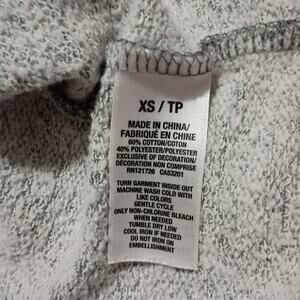 XS / TP
MADE IN CHINA/
FABRIQUÉ EN CHINE
60% COTTON/COTON
40% POLYESTER/POLYESTER
EXCLUSIVE OF DECORATION/
DÉCORATION NON COMPRISE
RN121726 CA53201
TURN GARMENT INSIDE OUT
MACHINE WASH COLD WITH
LIKE COLORS
GENTLE CYCLE
ONLY NON-CHLORINE BLEACH
WHEN NEEDED
TUMBLE DRY LOW
COOL IRON IF NEEDED
DO NOT IRON ON
EMBELLISHMENT